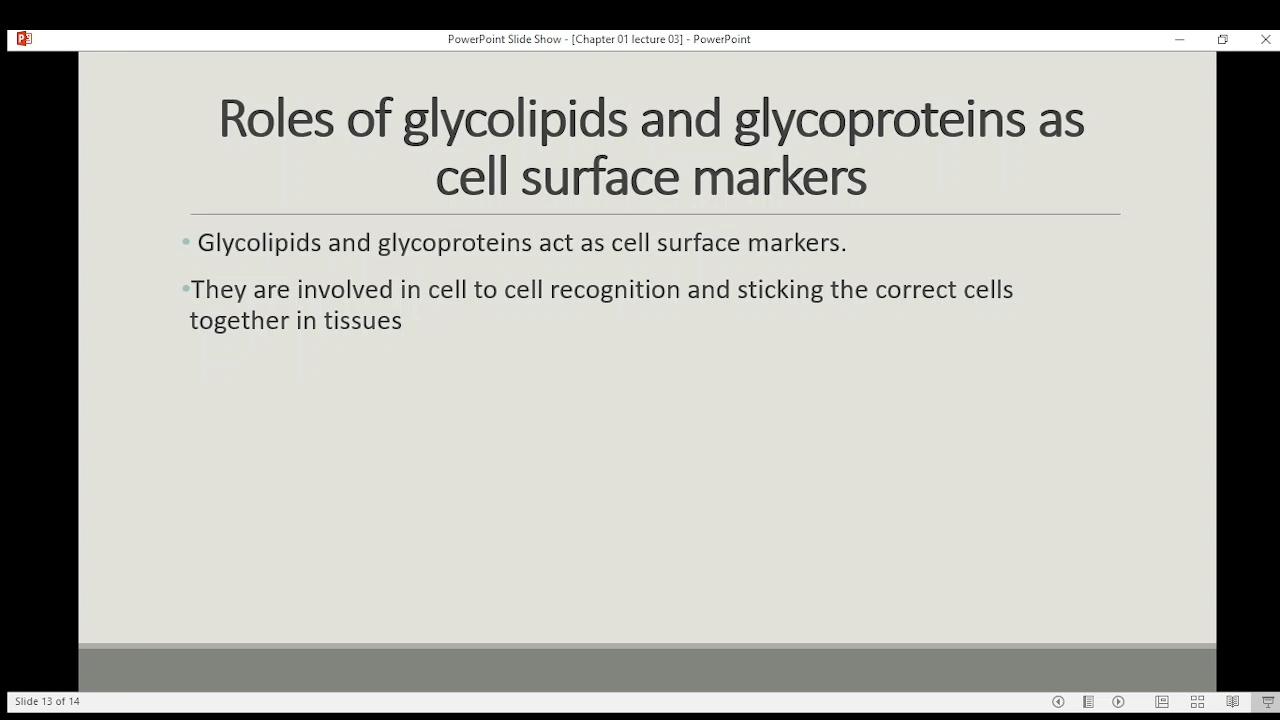 PowerPoint Slide Show - [Chapter 01 lecture 03] - PowerPoint
Roles of glycolipids and glycoproteins as
cell surface markers
• Glycolipids and glycoproteins act as cell surface markers.
•They are involved in cell to cell recognition and sticking the correct cells
together in tissues
Slide 13 of 14